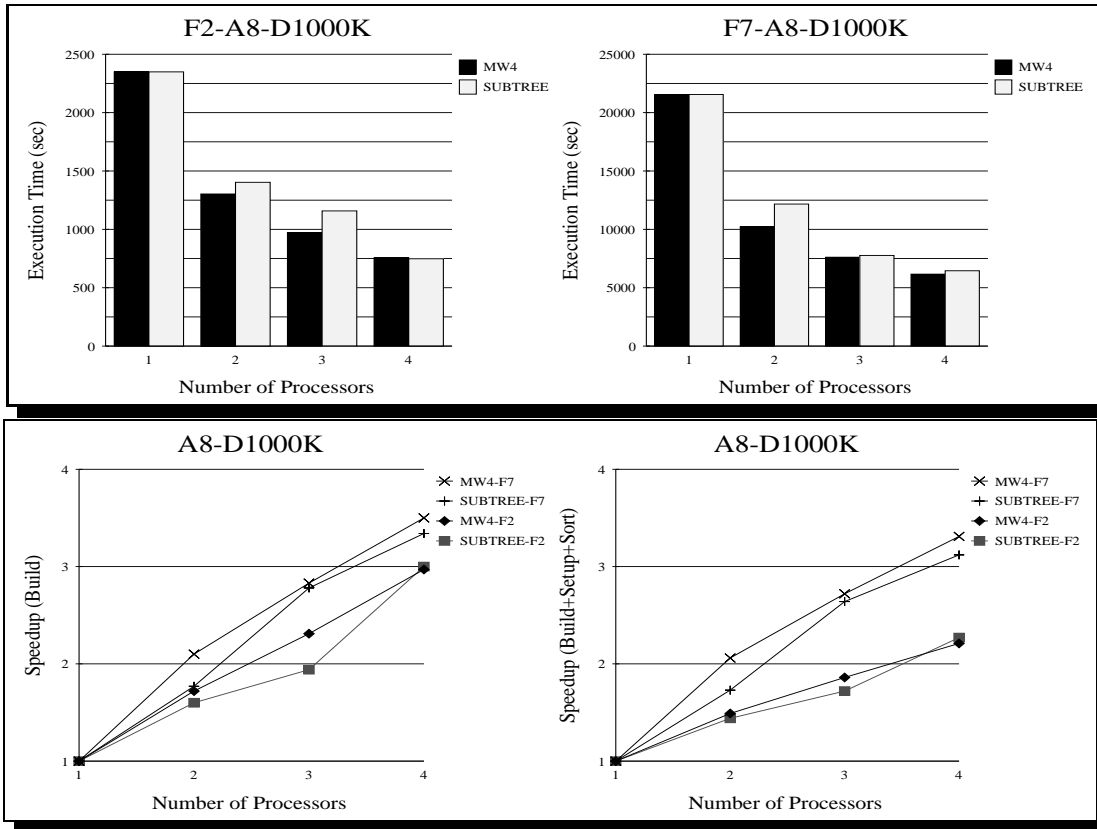 F2-A8-D1000K
2500
2000
1500
1000
500
0
Execution Time (sec)
MW4
SUBTREE
1 2 3 4
Number of Processors
F7-A8-D1000K
25000
20000
15000
10000
5000
0
Execution Time (sec)
MW4
SUBTREE
1 2 3 4
Number of Processors
A8-D1000K
4
3
2
1
Speedup (Build)
MW4-F7
SUBTREE-F7
MW4-F2
SUBTREE-F2
1 2 3 4
Number of Processors
A8-D1000K
4
3
2
1
Speedup (Build+Setup+Sort)
MW4-F7
SUBTREE-F7
MW4-F2
SUBTREE-F2
1 2 3 4
Number of Processors